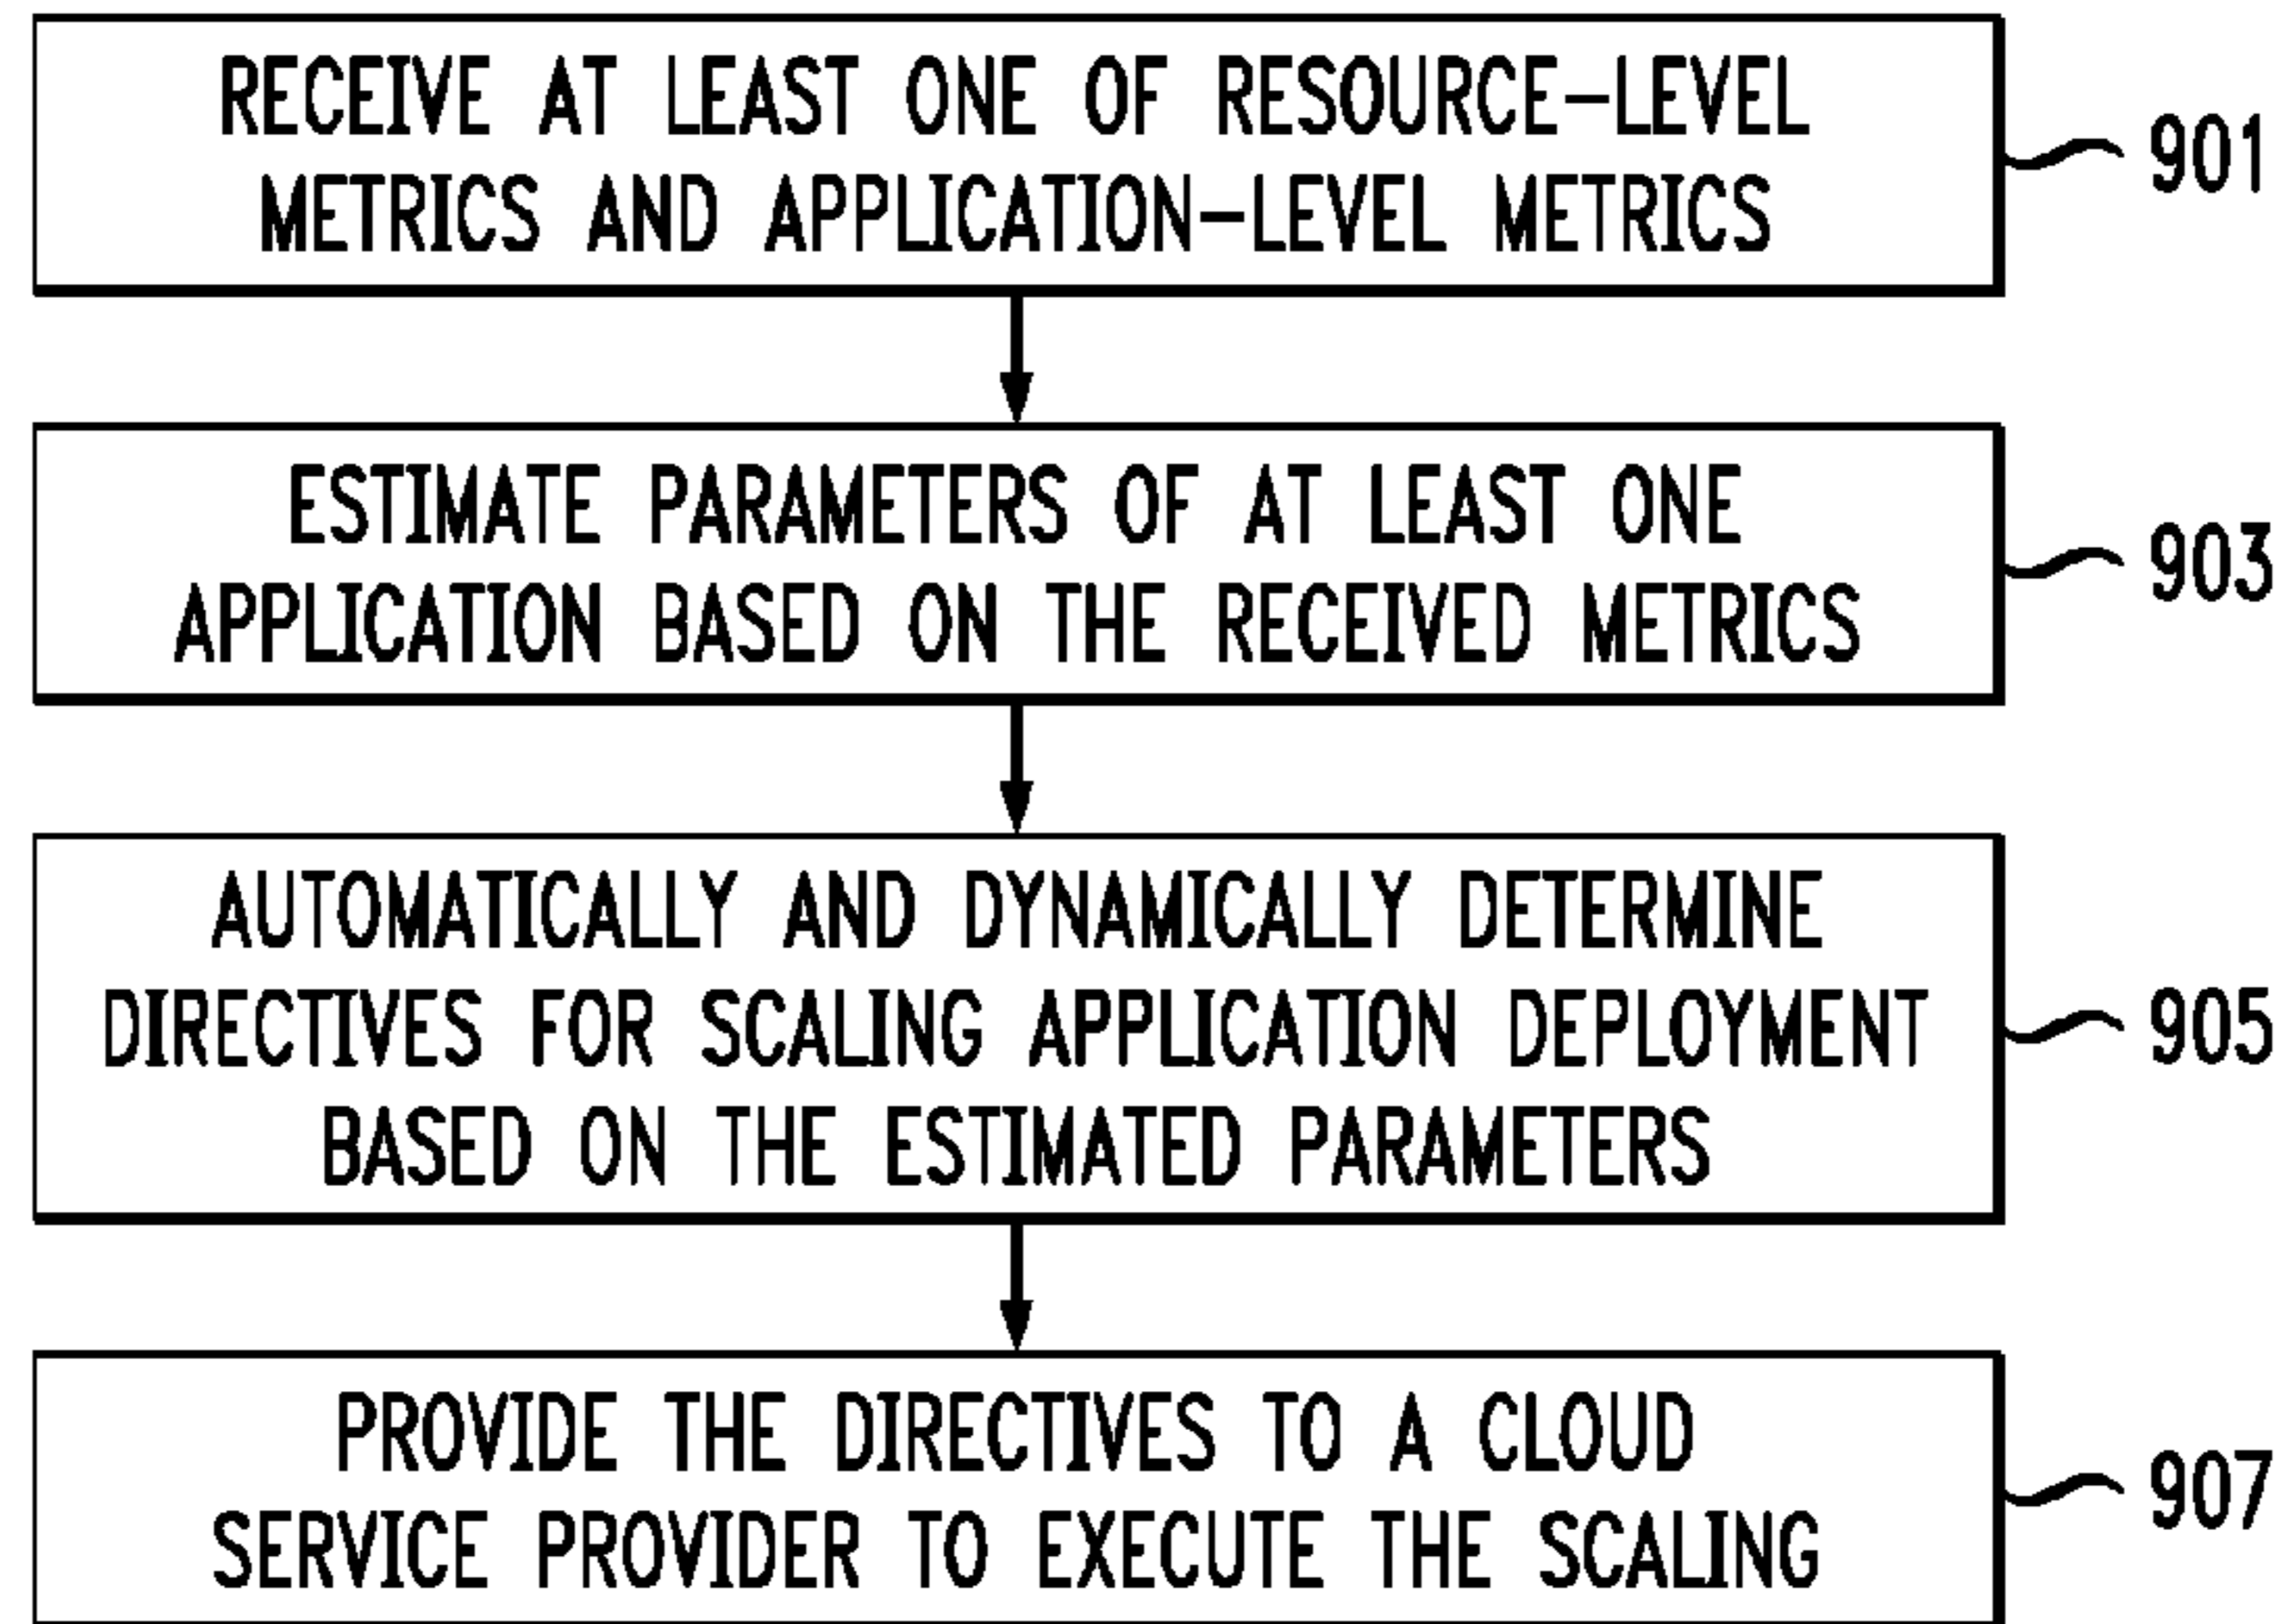 RECEIVE AT LEAST ONE OF RESOURCE-LEVEL
METRICS AND APPLICATION-LEVEL METRICS
901
ESTIMATE PARAMETERS OF AT LEAST ONE
APPLICATION BASED ON THE RECEIVED METRICS
903
AUTOMATICALLY AND DYNAMICALLY DETERMINE
DIRECTIVES FOR SCALING APPLICATION DEPLOYMENT
BASED ON THE ESTIMATED PARAMETERS
905
PROVIDE THE DIRECTIVES TO A CLOUD
SERVICE PROVIDER TO EXECUTE THE SCALING
907